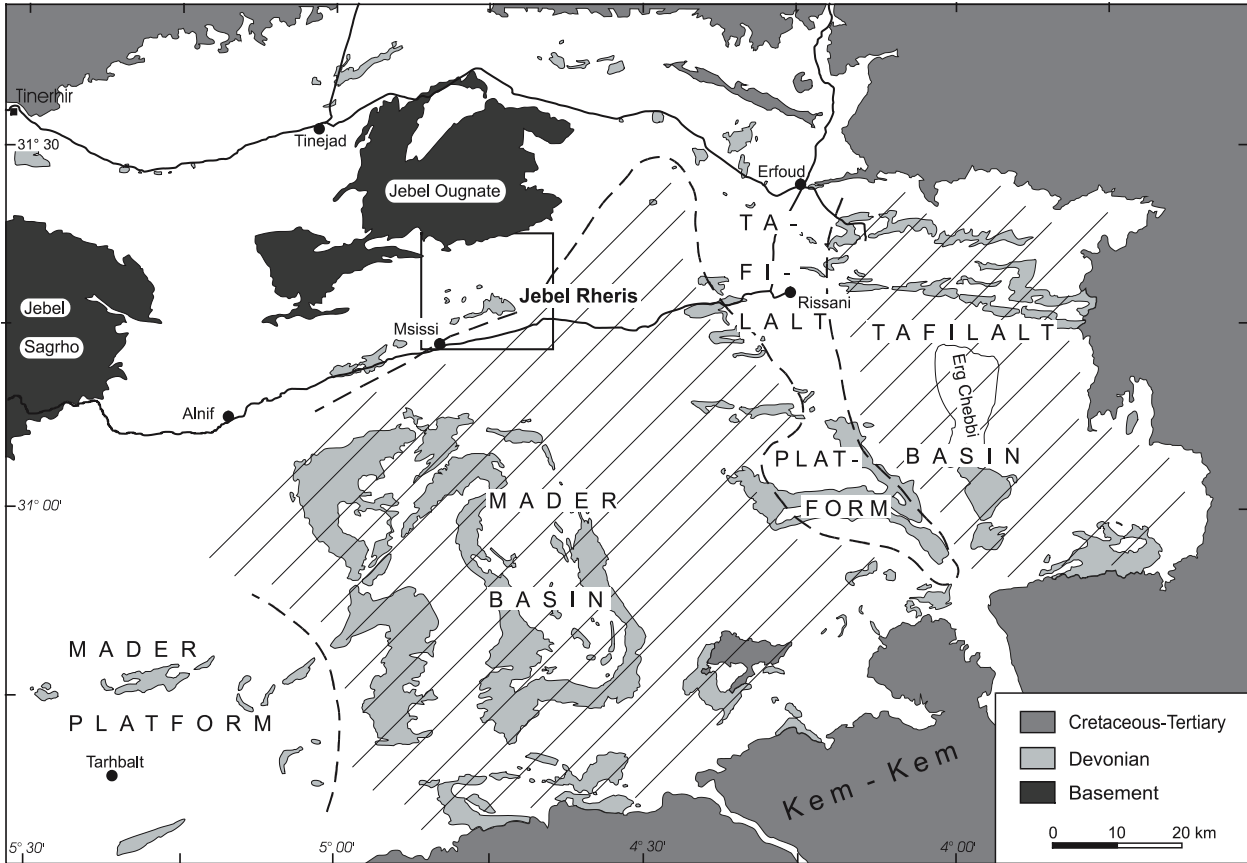 Tinerhir
31° 30
Tinejad
Jebel Ougnate
Erfoud
TA-
FI-
LALT
Jebel
Sagrho
Jebel Rheris
Msissi
Rissani
TAFILALT
BASIN
Erg Chebbi
Alnif
PLAT-
FORM
31° 00'
MADER
BASIN
MADER
PLATFORM
Tarhbalt
Kem - Kem
Cretaceous-Tertiary
Devonian
Basement
0 10 20 km
5° 30'
5° 00'
4° 30'
4° 00'